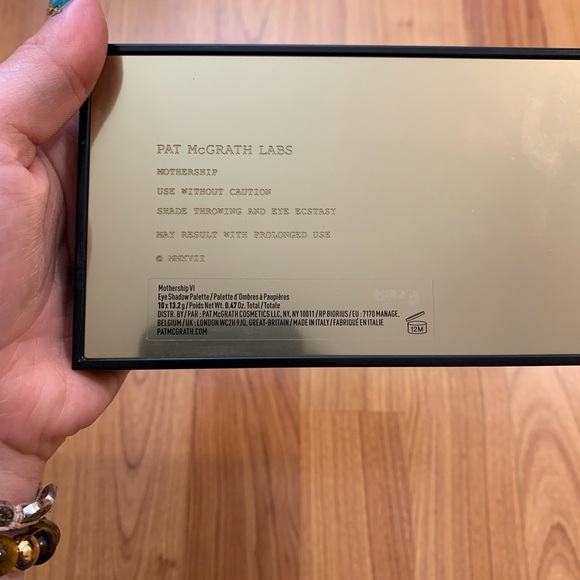 PAT McGRATH LABS
MOTHERSHIP
USE WITHOUT CAUTION
SHADE THROWING AND EYE ECSTASY
MAY RESULT WITH PROLONGED USE
© MMXVII
Mothership VI
Eye Shadow Palette / Palette d'Ombres à Paupières
10 x 13.2 g / Poids Net Wt. 0.47 Oz. Total / Totale
DISTR. BY / PAR : PAT McGRATH COSMETICS LLC, NY, NY 10011 / RP BIORIUS / EU : 7170 MANAGE,
BELGIUM / UK : LONDON WC2H 9JQ, GREAT-BRITAIN / MADE IN ITALY / FABRIQUÉ EN ITALIE
PATMCGRATH.COM
12M